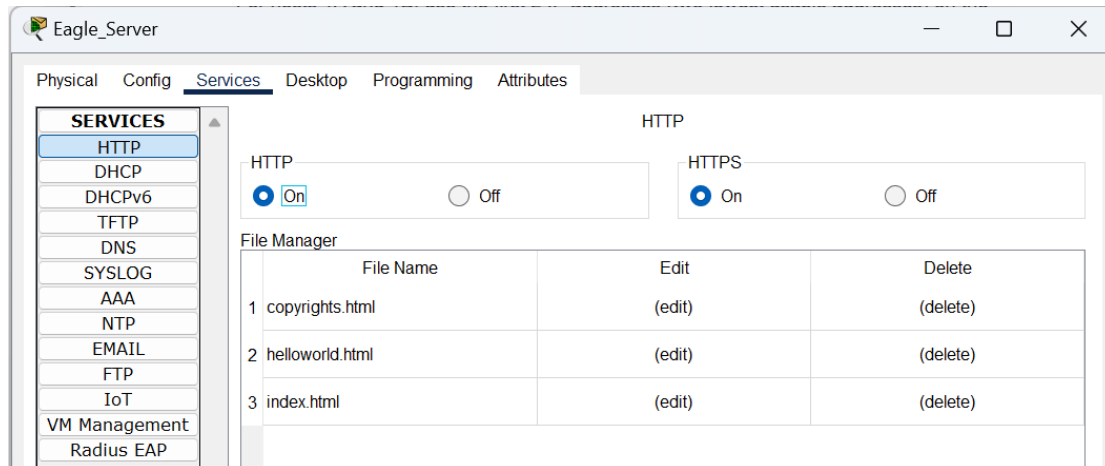 Eagle_Server
Physical Config Services Desktop Programming Attributes
SERVICES
HTTP
DHCP
DHCPv6
TFTP
DNS
SYSLOG
AAA
NTP
EMAIL
FTP
IoT
VM Management
Radius EAP
HTTP
HTTP
On Off
HTTPS
On Off
File Manager
File Name Edit Delete
1 copyrights.html (edit) (delete)
2 helloworld.html (edit) (delete)
3 index.html (edit) (delete)